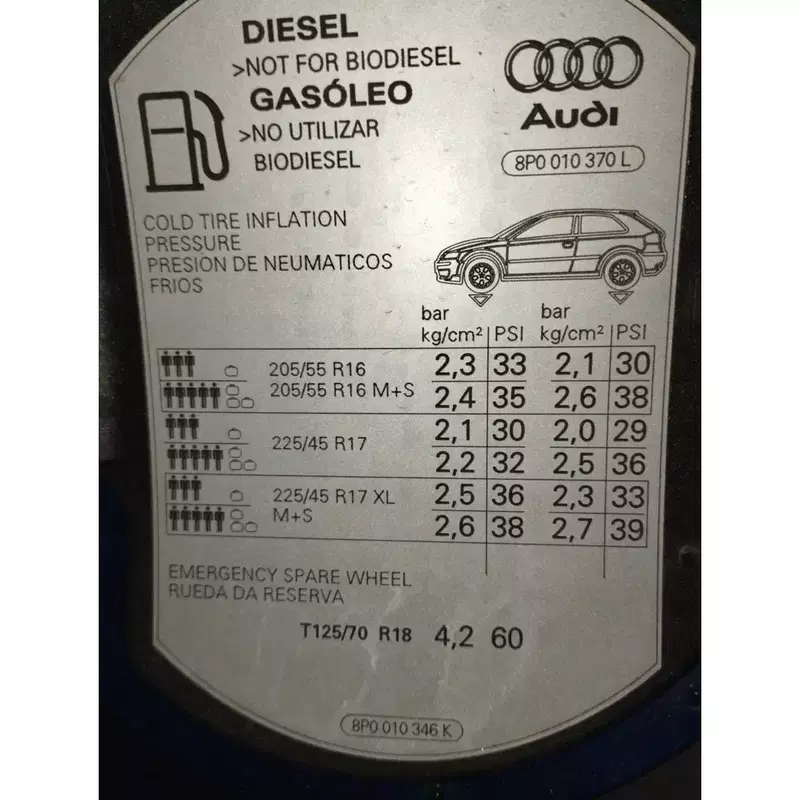 DIESEL
>NOT FOR BIODIESEL
GASÓLEO
>NO UTILIZAR
BIODIESEL
Audi
8P0 010 370 L
COLD TIRE INFLATION
PRESSURE
PRESION DE NEUMATICOS
FRIOS
bar bar
kg/cm² PSI kg/cm² PSI
205/55 R16 2,3 33 2,1 30
205/55 R16 M+S 2,4 35 2,6 38
225/45 R17 2,1 30 2,0 29
2,2 32 2,5 36
225/45 R17 XL 2,5 36 2,3 33
M+S 2,6 38 2,7 39
EMERGENCY SPARE WHEEL
RUEDA DA RESERVA
T125/70 R18 4,2 60
8P0 010 346 K